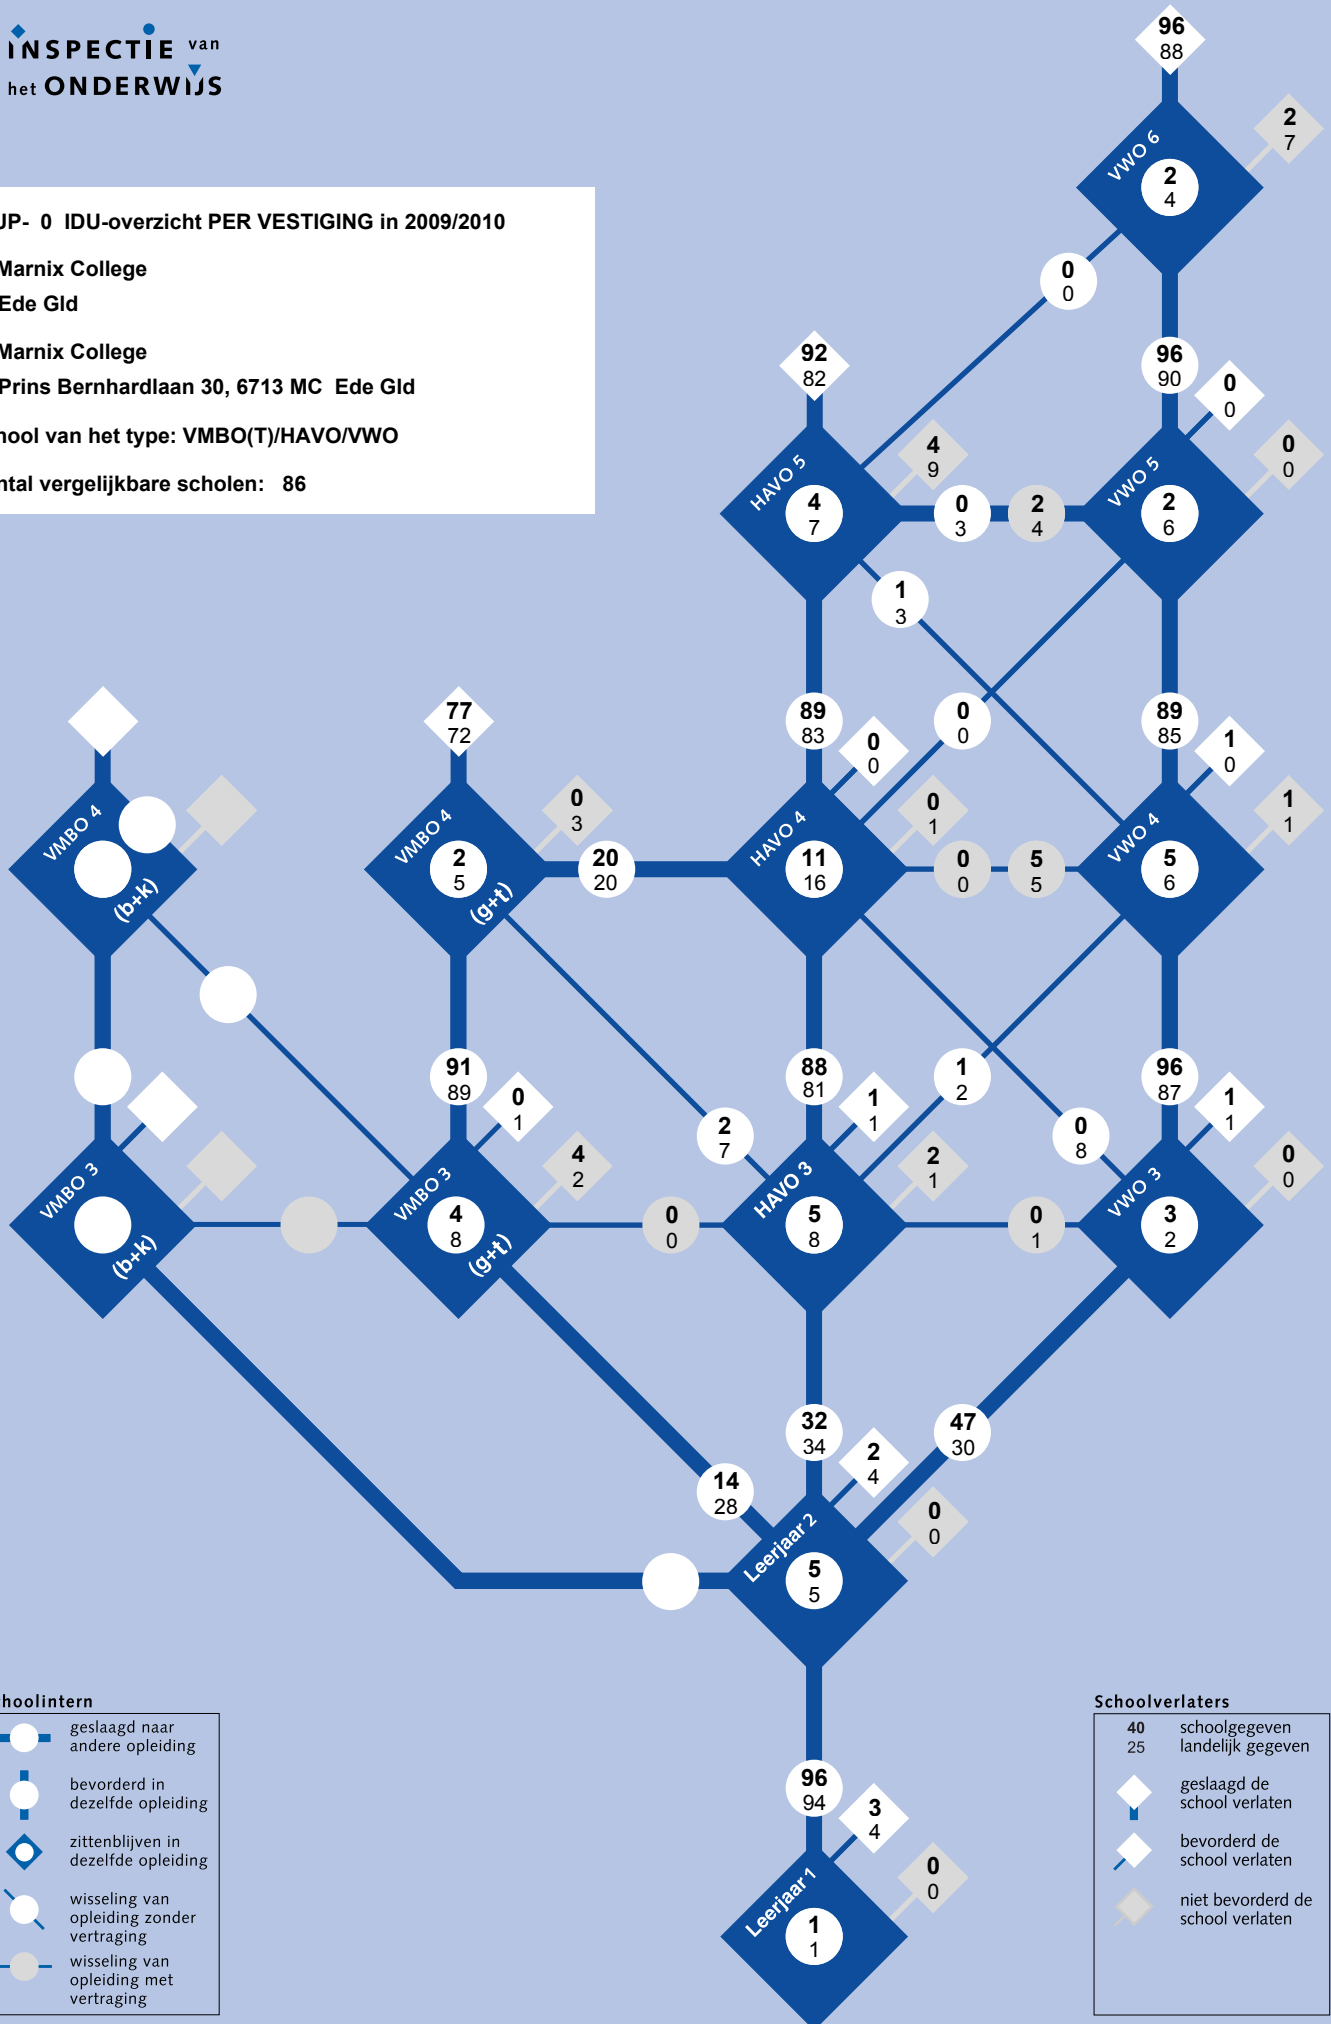 INSPECTIE van
het ONDERWIJS
UP- 0 IDU-overzicht PER VESTIGING in 2009/2010
Marnix College
Ede Gld
Marnix College
Prins Bernhardlaan 30, 6713 MC Ede Gld
hool van het type: VMBO(T)/HAVO/VWO
ntal vergelijkbare scholen: 86
96
88
VWO 6
2
4
2
7
0
0
96
90
92
82
0
0
HAVO 5
4
7
4
9
0
3
2
4
VWO 5
2
6
0
0
1
3
77
72
89
83
0
0
0
0
89
85
1
0
VMBO 4
(b+k)
VMBO 4
2
5
(g+t)
0
3
20
20
HAVO 4
11
16
0
1
0
0
5
5
VWO 4
5
6
1
1
91
89
0
1
88
81
1
1
1
2
96
87
1
1
2
7
0
8
VMBO 3
(b+k)
VMBO 3
4
8
(g+t)
4
2
0
0
HAVO 3
5
8
2
1
0
1
VWO 3
3
2
0
0
32
34
47
30
2
4
14
28
Leerjaar 2
5
5
0
0
96
94
3
4
Leerjaar 1
1
1
0
0
hoolintern
geslaagd naar
andere opleiding
bevorderd in
dezelfde opleiding
zittenblijven in
dezelfde opleiding
wisseling van
opleiding zonder
vertraging
wisseling van
opleiding met
vertraging
Schoolverlaters
40 schoolgegeven
25 landelijk gegeven
geslaagd de
school verlaten
bevorderd de
school verlaten
niet bevorderd de
school verlaten